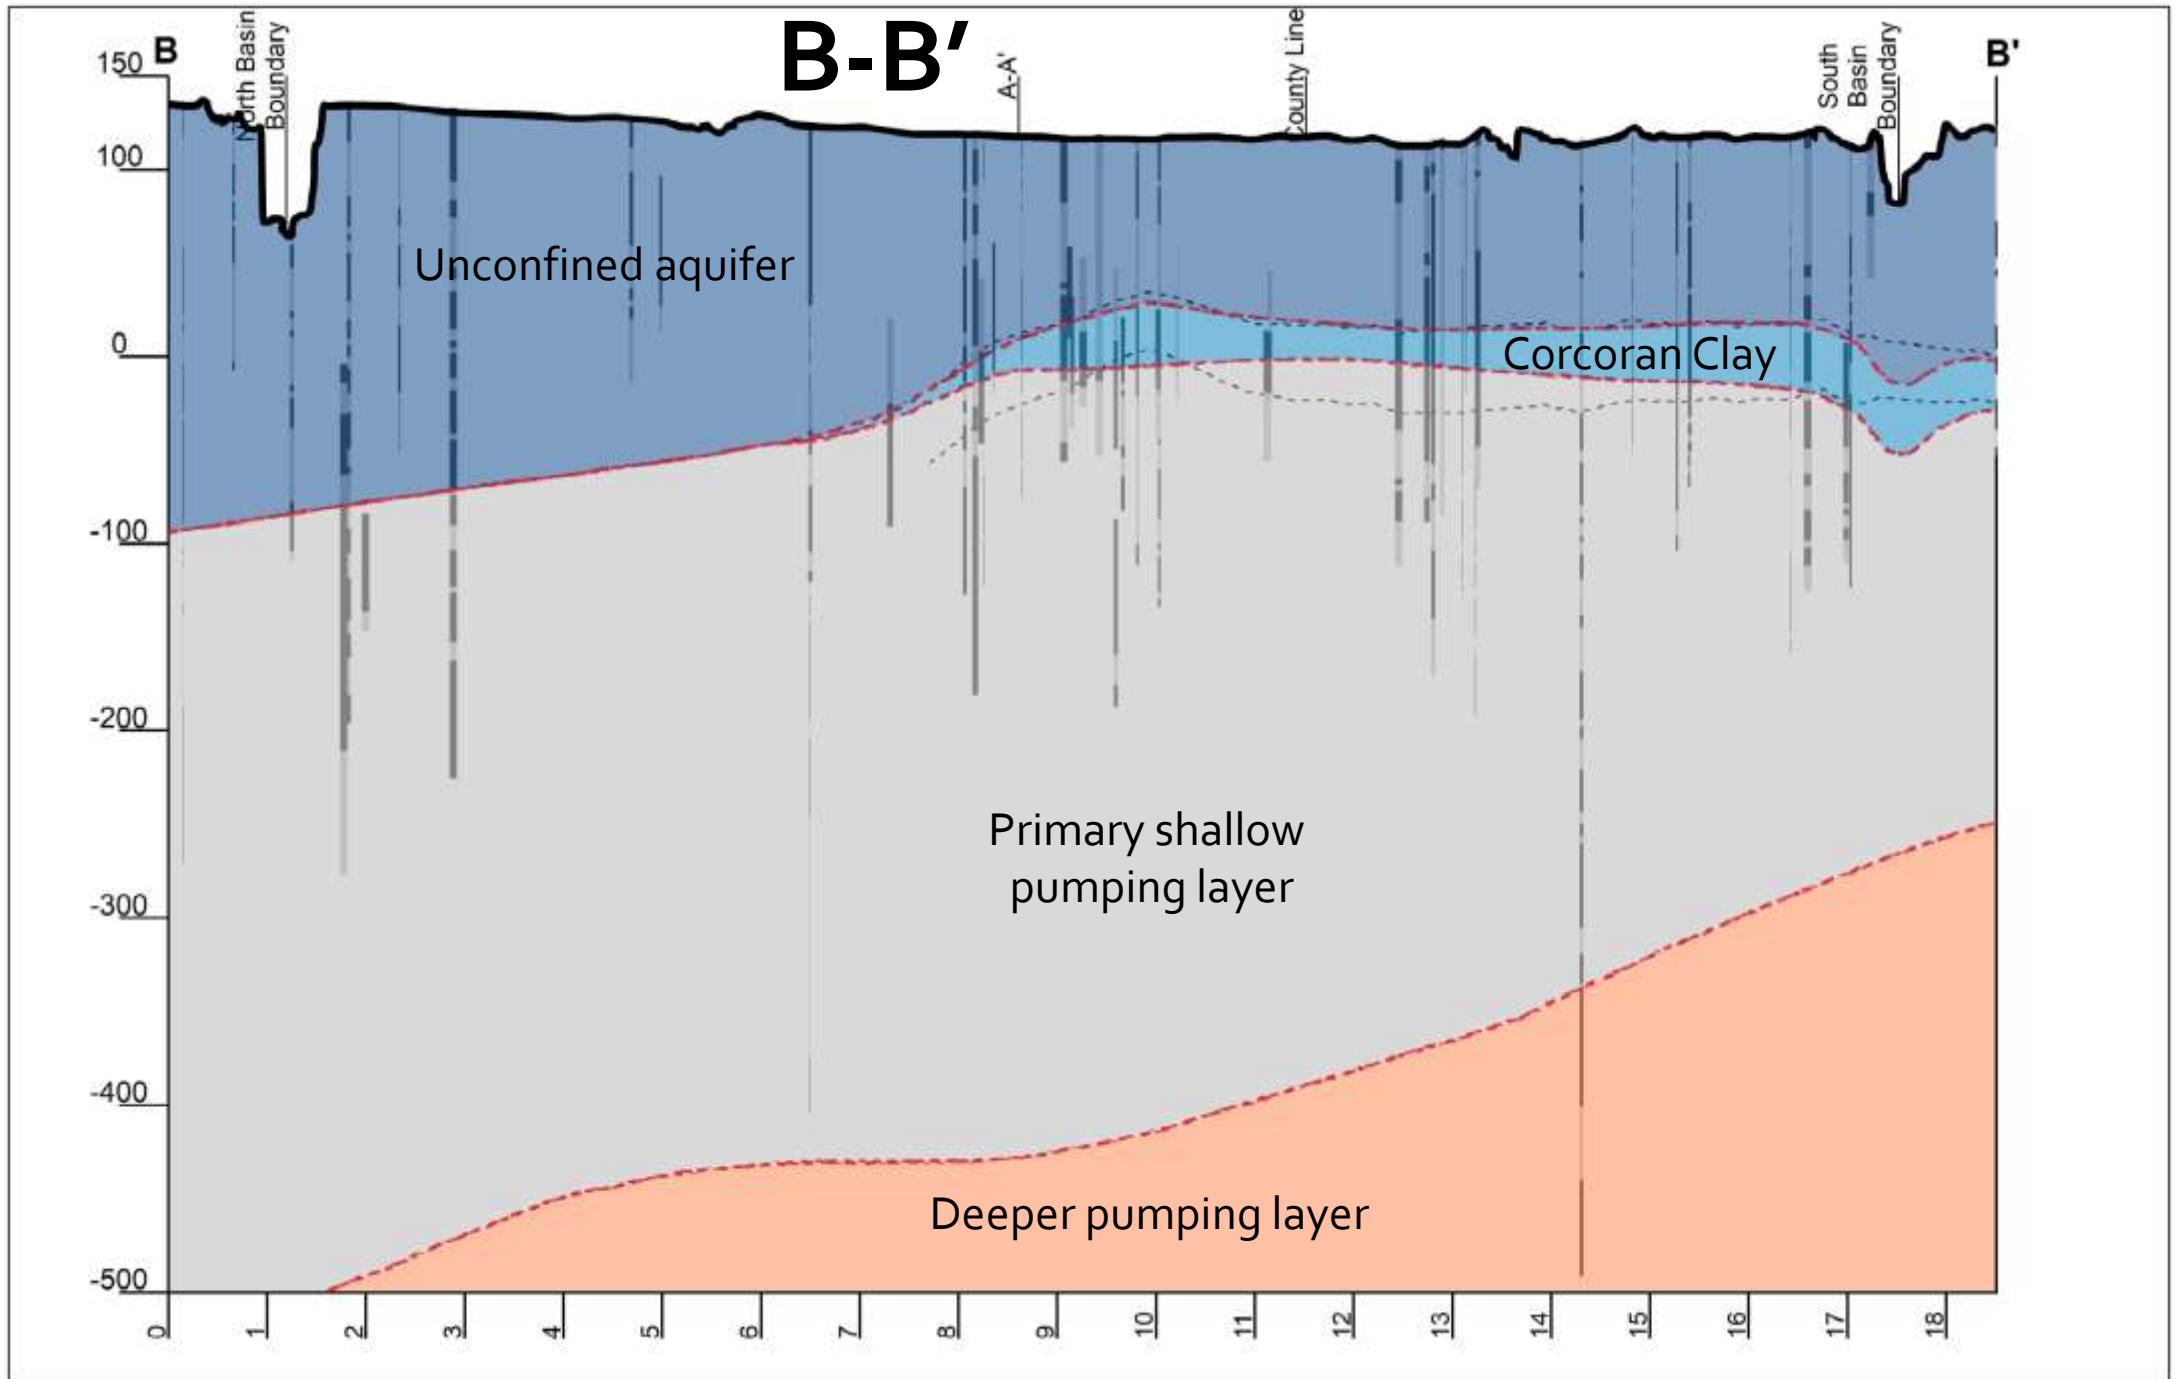 B-B′
B
North Basin
Boundary
A-A'
County Line
South
Basin
Boundary
B'
150
100
0
-100
-200
-300
-400
-500
Unconfined aquifer
Corcoran Clay
Primary shallow
pumping layer
Deeper pumping layer
0 1 2 3 4 5 6 7 8 9 10 11 12 13 14 15 16 17 18